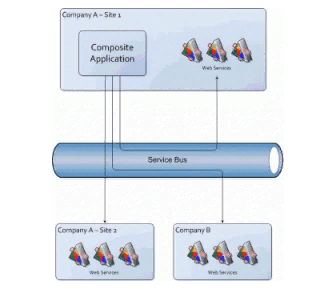 Company A – Site 1
Composite
Application
Web Services
Service Bus
Company A – Site 2
Company B
Web Services
Web Services